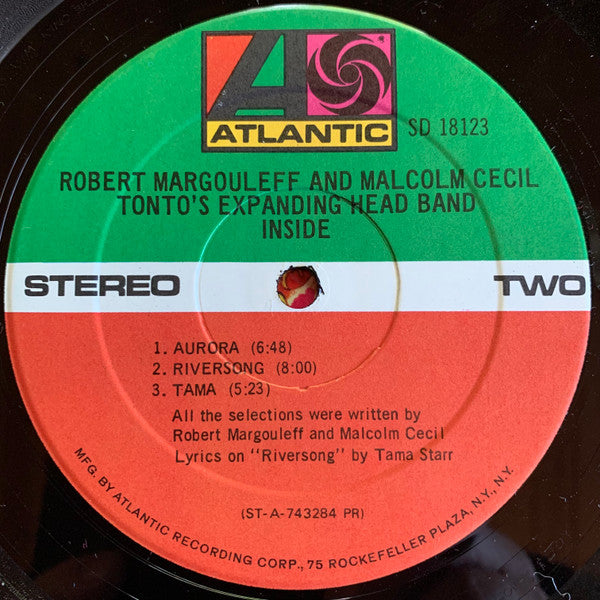 ATLANTIC
SD 18123
ROBERT MARGOULEFF AND MALCOLM CECIL
TONTO'S EXPANDING HEAD BAND
INSIDE
STEREO TWO
1. AURORA (6:48)
2. RIVERSONG (8:00)
3. TAMA (5:23)
All the selections were written by
Robert Margouleff and Malcolm Cecil
Lyrics on "Riversong" by Tama Starr
(ST-A-743284 PR)
MFG. BY ATLANTIC RECORDING CORP., 75 ROCKEFELLER PLAZA, N.Y., N.Y.